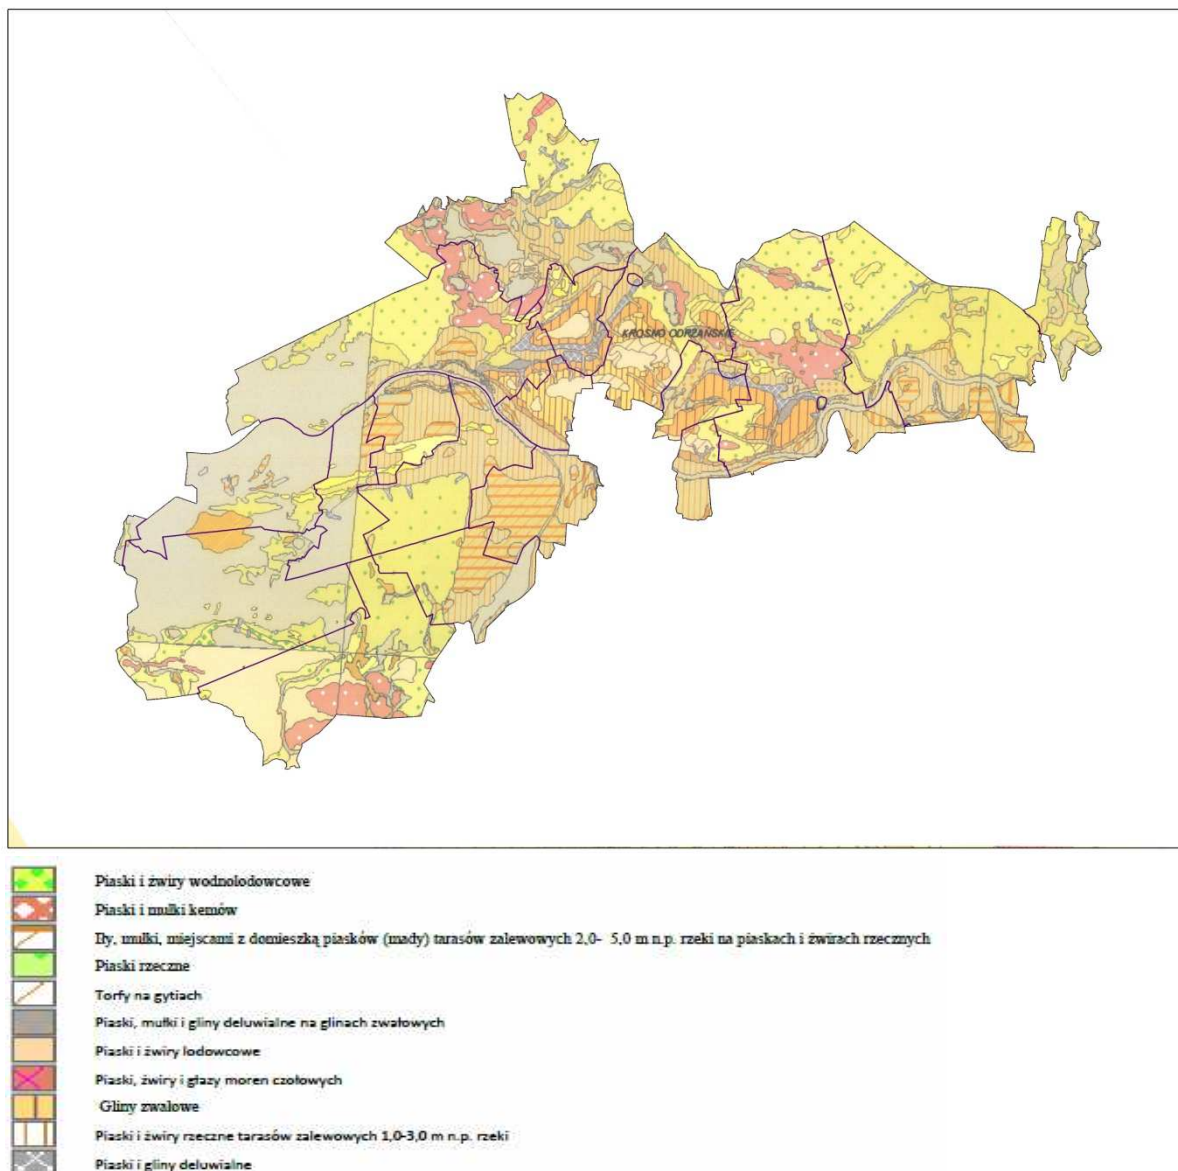 KROSNO ODRZAŃSKIE
Piaski i żwiry wodnolodowcowe
Piaski i mułki kemów
Iły, mułki, miejscami z domieszką piasków (mady) tarasów zalewowych 2,0- 5,0 m n.p. rzeki na piaskach i żwirach rzecznych
Piaski rzeczne
Torfy na gytiach
Piaski, mułki i gliny deluwialne na glinach zwałowych
Piaski i żwiry lodowcowe
Piaski, żwiry i głazy moren czołowych
Gliny zwałowe
Piaski i żwiry rzeczne tarasów zalewowych 1,0-3,0 m n.p. rzeki
Piaski i gliny deluwialne